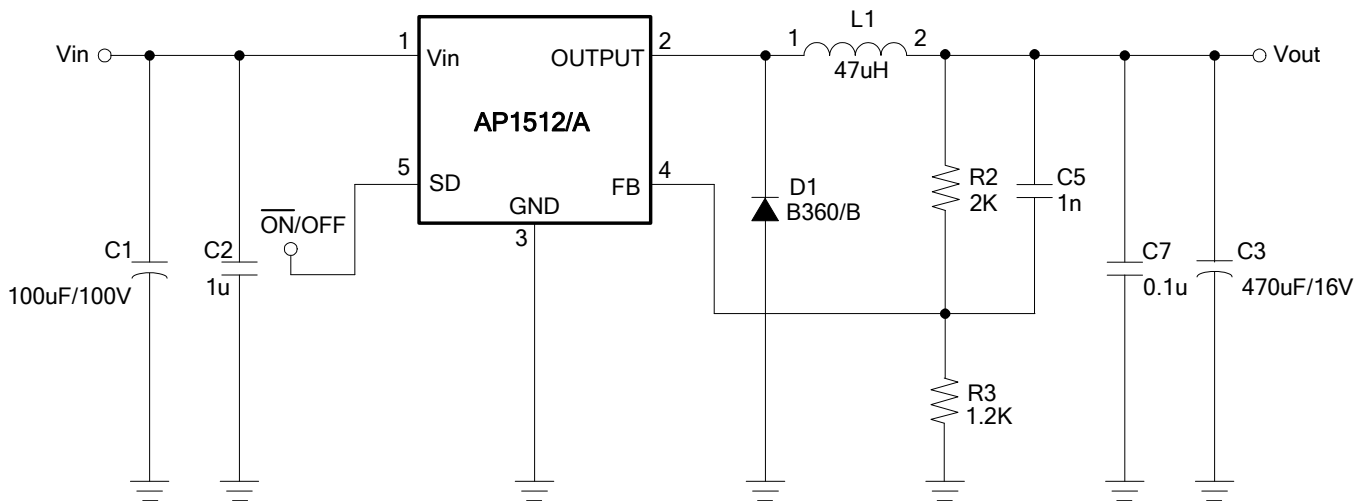 L1
Vin
1
Vin
OUTPUT
2
1
2
Vout
47uH
AP1512/A
5
SD
FB
4
D1
B360/B
R2
2K
C5
1n
GND
3
ON/OFF
C1
100uF/100V
C2
1u
C7
0.1u
C3
470uF/16V
R3
1.2K